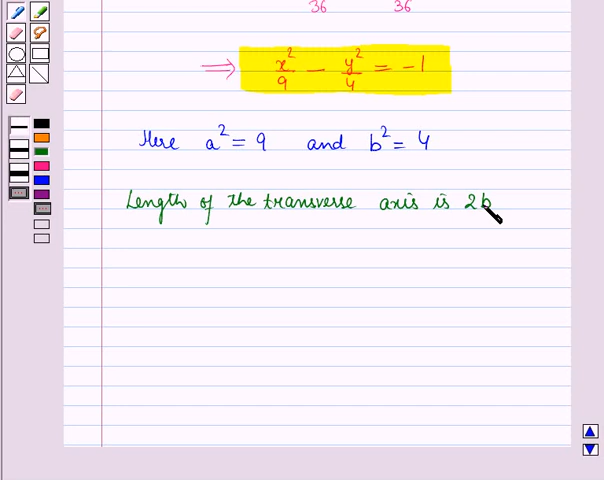 36 36
⇒ x²/9 − y²/4 = −1
Here a² = 9 and b² = 4
Length of the transverse axis is 2b